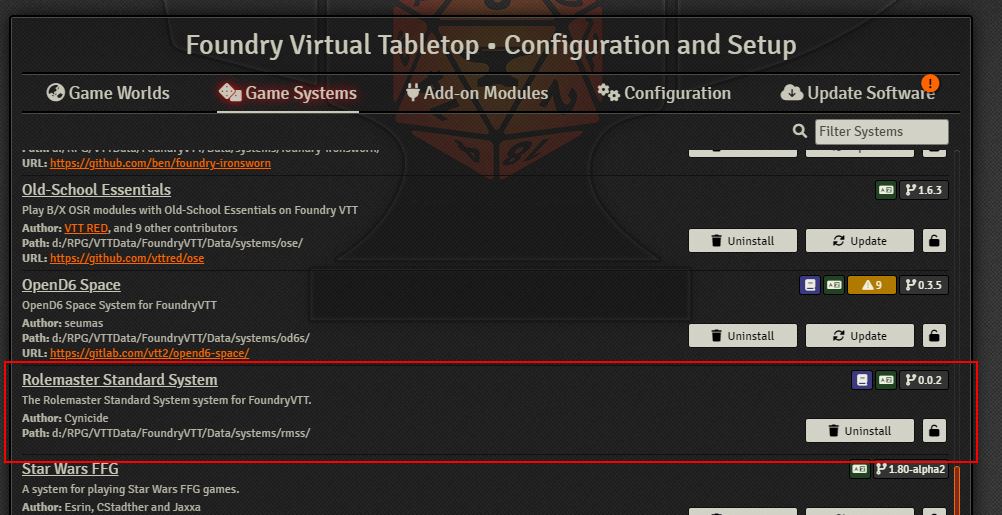 Foundry Virtual Tabletop • Configuration and Setup
Game Worlds Game Systems Add-on Modules Configuration Update Software !
Filter Systems
URL: https://github.com/ben/foundry-ironsworn
Old-School Essentials 1.6.3
Play B/X OSR modules with Old-School Essentials on Foundry VTT
Author: VTT RED, and 9 other contributors
Path: d:/RPG/VTTData/FoundryVTT/Data/systems/ose/ Uninstall Update
URL: https://github.com/vttred/ose
OpenD6 Space 9 0.3.5
OpenD6 Space System for FoundryVTT
Author: seumas
Path: d:/RPG/VTTData/FoundryVTT/Data/systems/od6s/ Uninstall Update
URL: https://gitlab.com/vtt2/opend6-space/
Rolemaster Standard System 0.0.2
The Rolemaster Standard System system for FoundryVTT.
Author: Cynicide
Path: d:/RPG/VTTData/FoundryVTT/Data/systems/rmss/ Uninstall
Star Wars FFG 1.80-alpha2
A system for playing Star Wars FFG games.
Author: Esrin, CStadther and Jaxxa